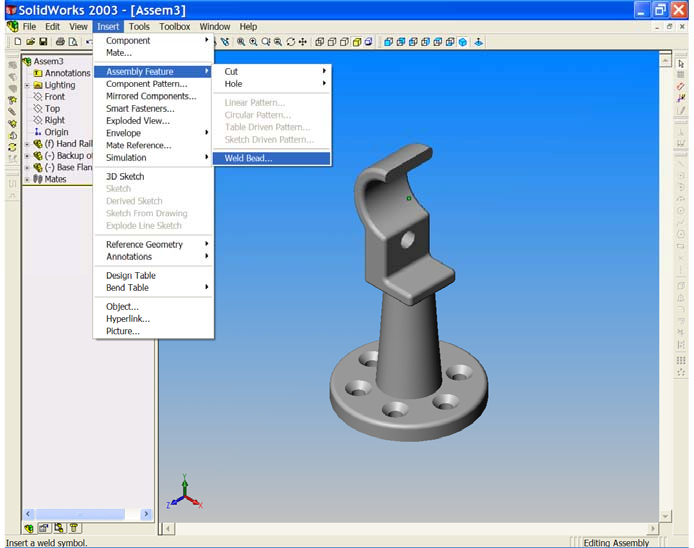 SolidWorks 2003 - [Assem3]
File Edit View Insert Tools Toolbox Window Help
Component
Mate...
Assembly Feature
Component Pattern...
Mirrored Components...
Smart Fasteners...
Exploded View...
Envelope
Mate Reference...
Simulation
3D Sketch
Sketch
Derived Sketch
Sketch From Drawing
Explode Line Sketch
Reference Geometry
Annotations
Design Table
Bend Table
Object...
Hyperlink...
Picture...
Cut
Hole
Linear Pattern...
Circular Pattern...
Table Driven Pattern...
Sketch Driven Pattern...
Weld Bead...
Assem3
Annotations
Lighting
Front
Top
Right
Origin
(f) Hand Rail
(-) Backup of
(-) Base Flan
Mates
Y
Z
X
Insert a weld symbol.
Editing Assembly